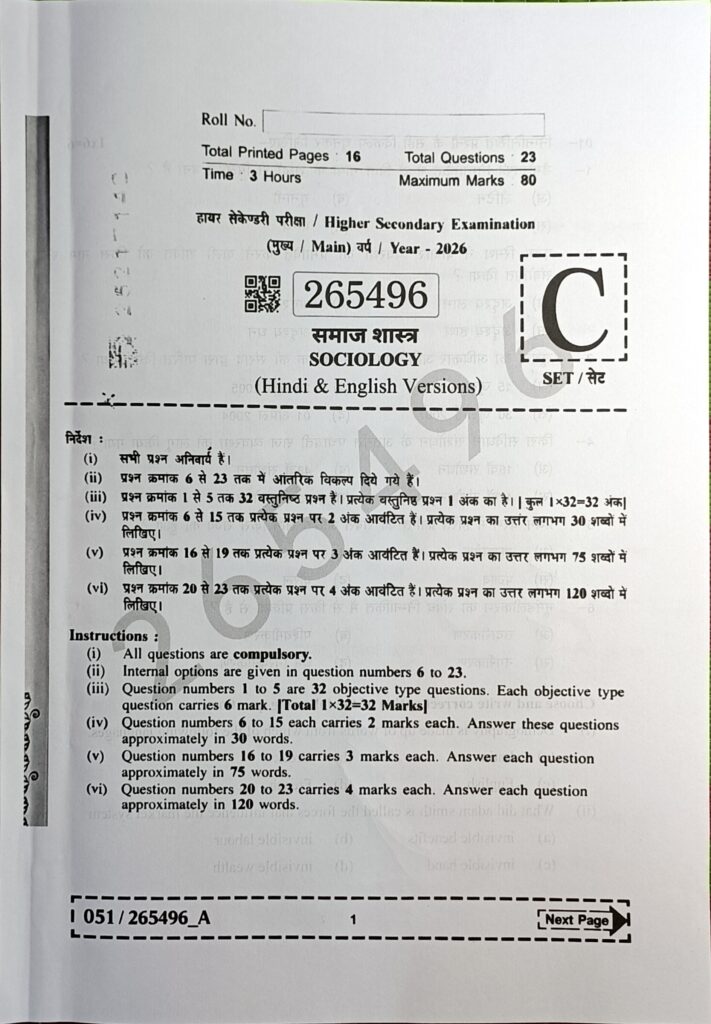 Roll No.
Total Printed Pages : 16 Total Questions : 23
Time : 3 Hours Maximum Marks : 80
हायर सेकेण्डरी परीक्षा / Higher Secondary Examination
(मुख्य / Main) वर्ष / Year - 2026
265496
C
समाज शास्त्र
SOCIOLOGY
SET / सेट
(Hindi & English Versions)
निर्देश :
(i) सभी प्रश्न अनिवार्य हैं।
(ii) प्रश्न क्रमांक 6 से 23 तक में आंतरिक विकल्प दिये गये हैं।
(iii) प्रश्न क्रमांक 1 से 5 तक 32 वस्तुनिष्ठ प्रश्न है। प्रत्येक वस्तुनिष्ठ प्रश्न 1 अंक का है। | कुल 1×32=32 अंक|
(iv) प्रश्न क्रमांक 6 से 15 तक प्रत्येक प्रश्न पर 2 अंक आवंटित हैं। प्रत्येक प्रश्न का उत्तर लगभग 30 शब्दों में
लिखिए।
(v) प्रश्न क्रमांक 16 से 19 तक प्रत्येक प्रश्न पर 3 अंक आवंटित हैं। प्रत्येक प्रश्न का उत्तर लगभग 75 शब्दों में
लिखिए।
(vi) प्रश्न क्रमांक 20 से 23 तक प्रत्येक प्रश्न पर 4 अंक आवंटित हैं। प्रत्येक प्रश्न का उत्तर लगभग 120 शब्दो में
लिखिए।
265496
Instructions :
(i) All questions are compulsory.
(ii) Internal options are given in question numbers 6 to 23.
(iii) Question numbers 1 to 5 are 32 objective type questions. Each objective type
question carries 6 mark. |Total 1×32=32 Marks|
(iv) Question numbers 6 to 15 each carries 2 marks each. Answer these questions
approximately in 30 words.
(v) Question numbers 16 to 19 carries 3 marks each. Answer each question
approximately in 75 words.
(vi) Question numbers 20 to 23 carries 4 marks each. Answer each question
approximately in 120 words.
051 / 265496_A 1 Next Page